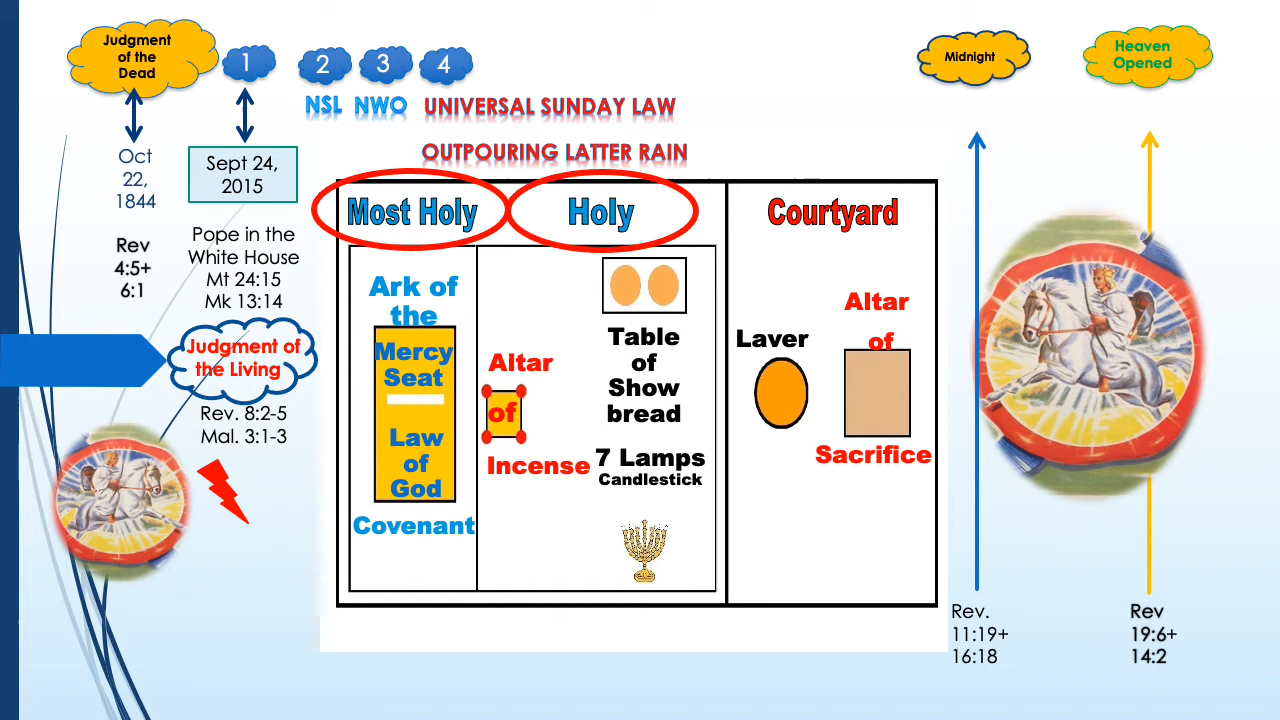 Judgment
of the
Dead
1
2
3
4
NSL
NWO
UNIVERSAL SUNDAY LAW
OUTPOURING LATTER RAIN
Midnight
Heaven
Opened
Oct
22,
1844
Rev
4:5+
6:1
Sept 24,
2015
Pope in the
White House
Mt 24:15
Mk 13:14
Judgment of
the Living
Rev. 8:2-5
Mal. 3:1-3
Most Holy
Holy
Courtyard
Ark of
the
Mercy
Seat
Law
of
God
Covenant
Altar
of
Incense
Table
of
Show
bread
7 Lamps
Candlestick
Laver
Altar
of
Sacrifice
Rev.
11:19+
16:18
Rev
19:6+
14:2